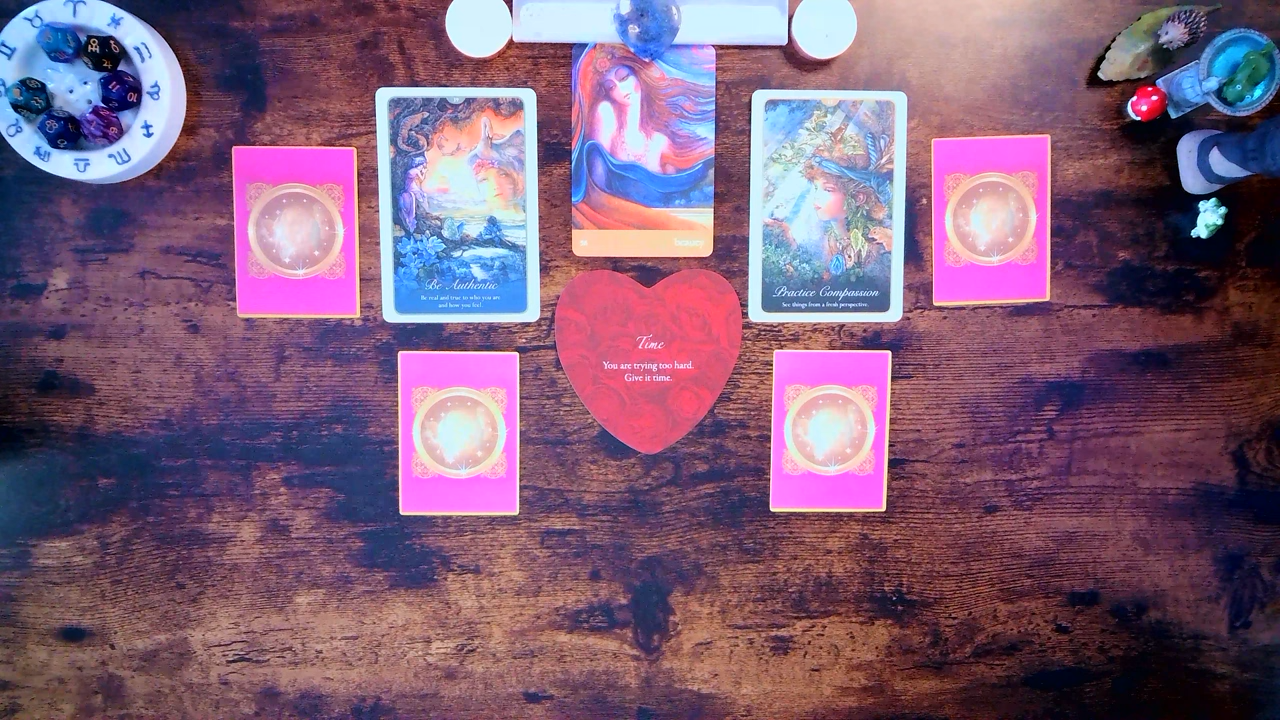 beauty
Be Authentic
Be real and true to who you are
and how you feel.
Practice Compassion
See things from a fresh perspective.
Time
You are trying too hard.
Give it time.